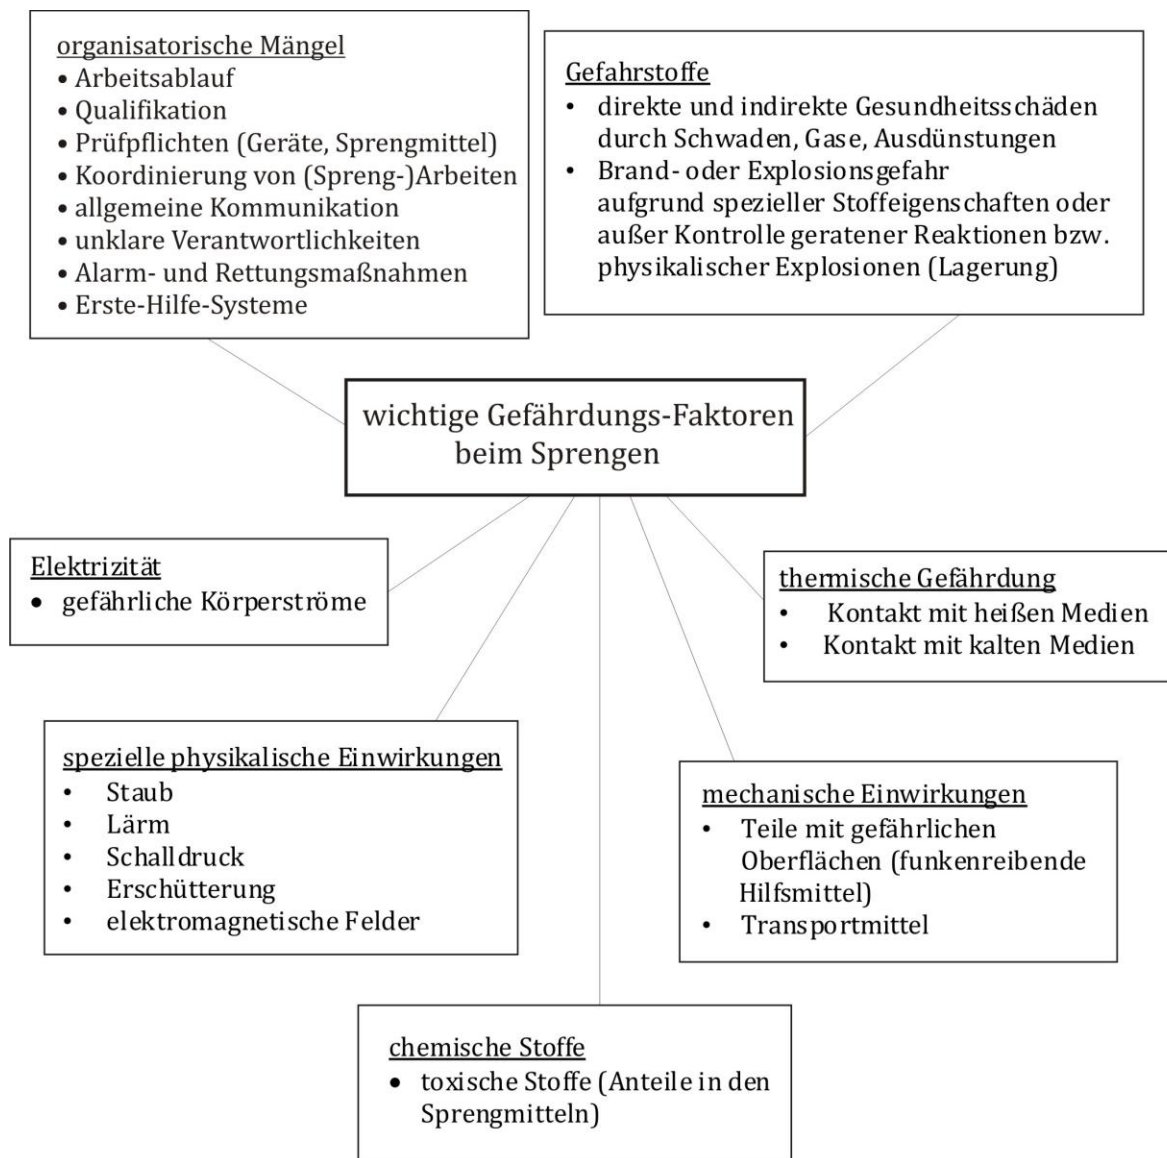 organisatorische Mängel
• Arbeitsablauf
• Qualifikation
• Prüfpflichten (Geräte, Sprengmittel)
• Koordinierung von (Spreng-)Arbeiten
• allgemeine Kommunikation
• unklare Verantwortlichkeiten
• Alarm- und Rettungsmaßnahmen
• Erste-Hilfe-Systeme
Gefahrstoffe
• direkte und indirekte Gesundheitsschäden
durch Schwaden, Gase, Ausdünstungen
• Brand- oder Explosionsgefahr
aufgrund spezieller Stoffeigenschaften oder
außer Kontrolle geratener Reaktionen bzw.
physikalischer Explosionen (Lagerung)
wichtige Gefährdungs-Faktoren
beim Sprengen
Elektrizität
• gefährliche Körperströme
thermische Gefährdung
• Kontakt mit heißen Medien
• Kontakt mit kalten Medien
spezielle physikalische Einwirkungen
• Staub
• Lärm
• Schalldruck
• Erschütterung
• elektromagnetische Felder
mechanische Einwirkungen
• Teile mit gefährlichen
Oberflächen (funkenreibende
Hilfsmittel)
• Transportmittel
chemische Stoffe
• toxische Stoffe (Anteile in den
Sprengmitteln)